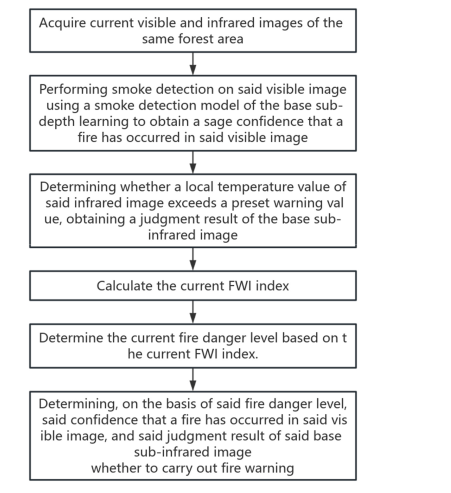 Acquire current visible and infrared images of the
same forest area
Performing smoke detection on said visible image
using a smoke detection model of the base sub-
depth learning to obtain a sage confidence that a
fire has occurred in said visible image
Determining whether a local temperature value of
said infrared image exceeds a preset warning val
ue, obtaining a judgment result of the base sub-
infrared image
Calculate the current FWI index
Determine the current fire danger level based on t
he current FWI index.
Determining, on the basis of said fire danger level,
said confidence that a fire has occurred in said vis
ible image, and said judgment result of said base
sub-infrared image
whether to carry out fire warning